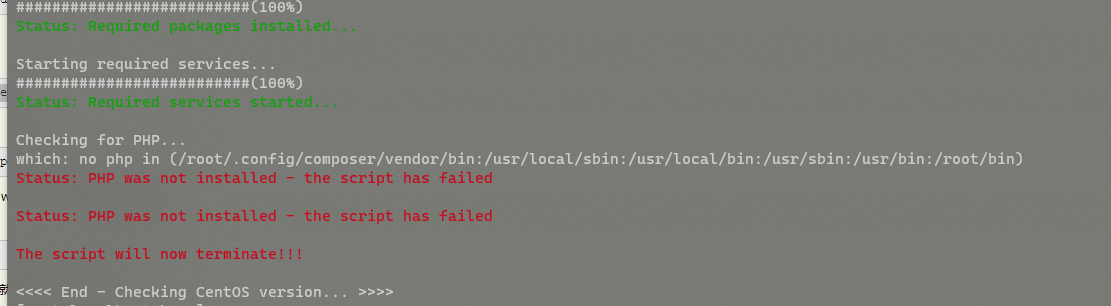 ##########################(100%)
Status: Required packages installed...
Starting required services...
##########################(100%)
Status: Required services started...
Checking for PHP...
which: no php in (/root/.config/composer/vendor/bin:/usr/local/sbin:/usr/local/bin:/usr/sbin:/usr/bin:/root/bin)
Status: PHP was not installed - the script has failed
Status: PHP was not installed - the script has failed
The script will now terminate!!!
<<<< End - Checking CentOS version... >>>>